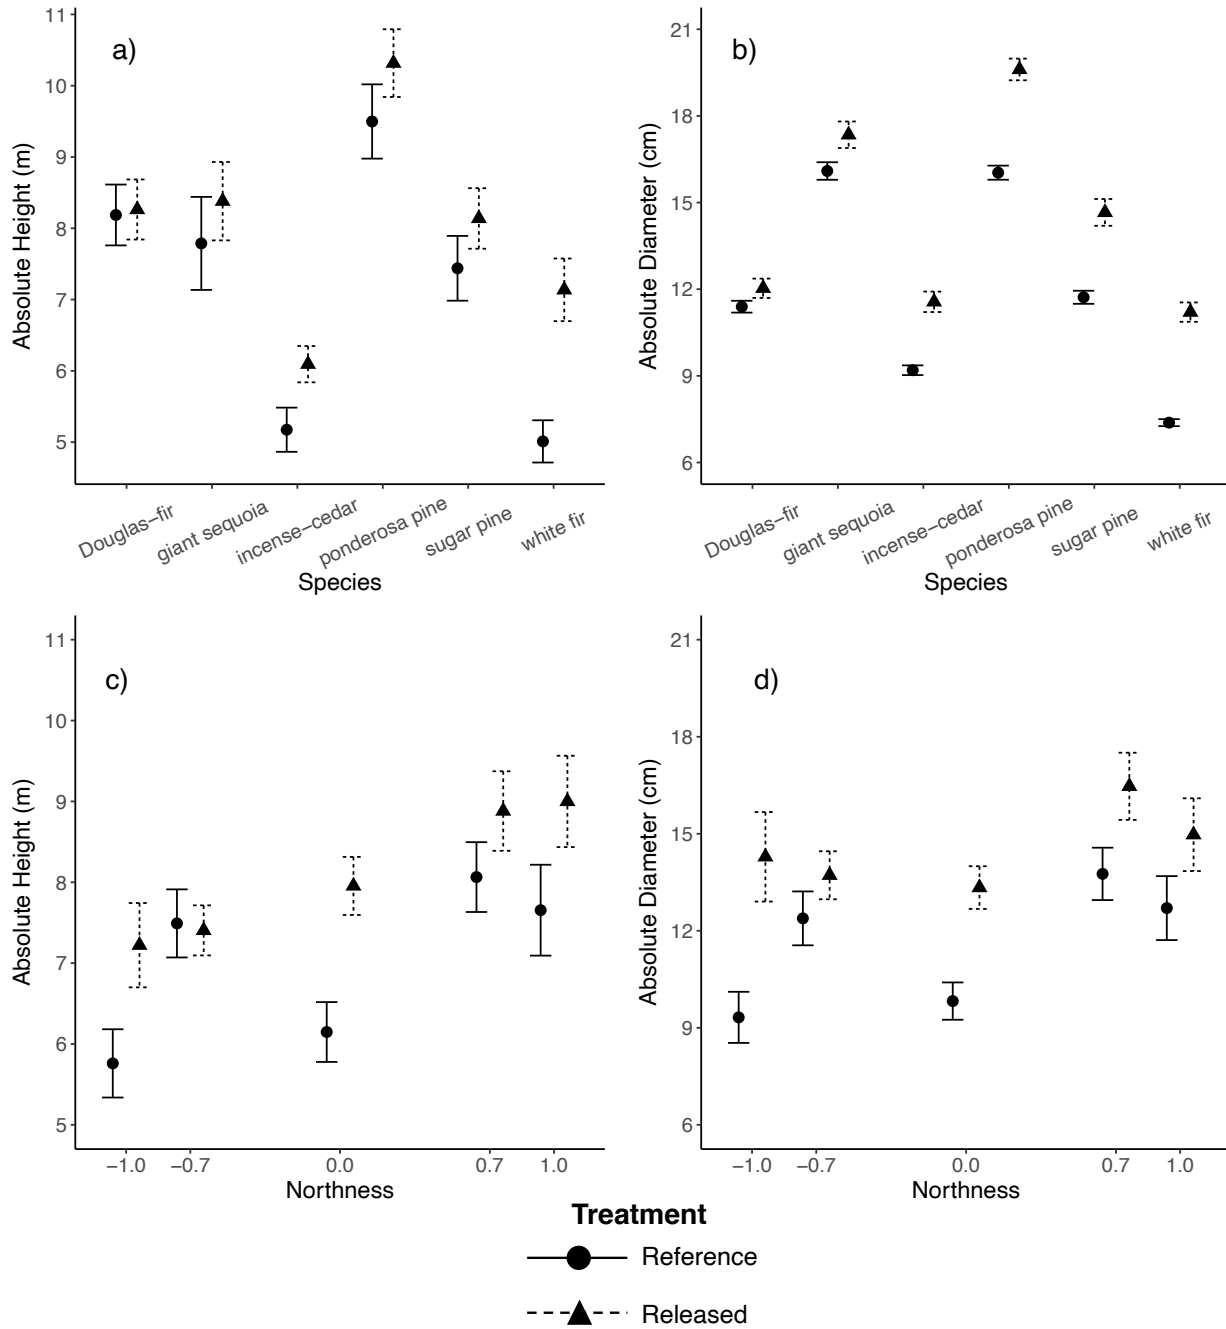 a)
11
10
9
8
7
6
5
Absolute Height (m)
Douglas−fir
giant sequoia
incense−cedar
ponderosa pine
sugar pine
white fir
Species
b)
21
18
15
12
9
6
Absolute Diameter (cm)
Douglas−fir
giant sequoia
incense−cedar
ponderosa pine
sugar pine
white fir
Species
c)
11
10
9
8
7
6
5
Absolute Height (m)
−1.0 −0.7 0.0 0.7 1.0
Northness
d)
21
18
15
12
9
6
Absolute Diameter (cm)
−1.0 −0.7 0.0 0.7 1.0
Northness
Treatment
Reference
Released